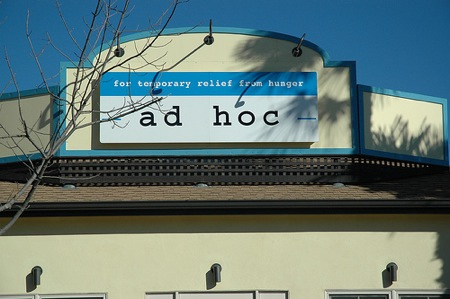 for temporary relief from hunger
ad hoc